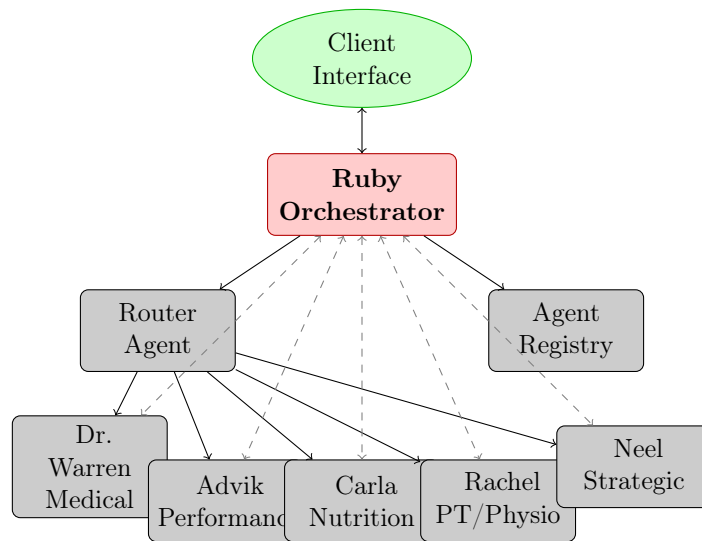 Client
Interface
Ruby
Orchestrator
Router
Agent
Agent
Registry
Dr.
Warren
Medical
Advik
Performanc
Carla
Nutrition
Rachel
PT/Physio
Neel
Strategic